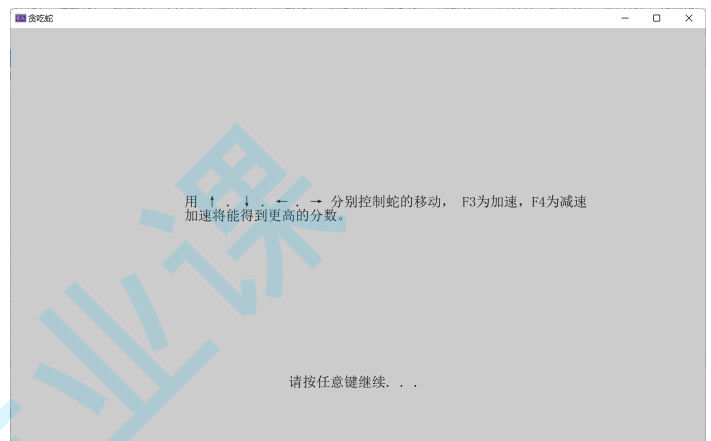 贪吃蛇
用 ↑ . ↓ . ← . → 分别控制蛇的移动， F3为加速，F4为减速
加速将能得到更高的分数。
请按任意键继续. . .
业课